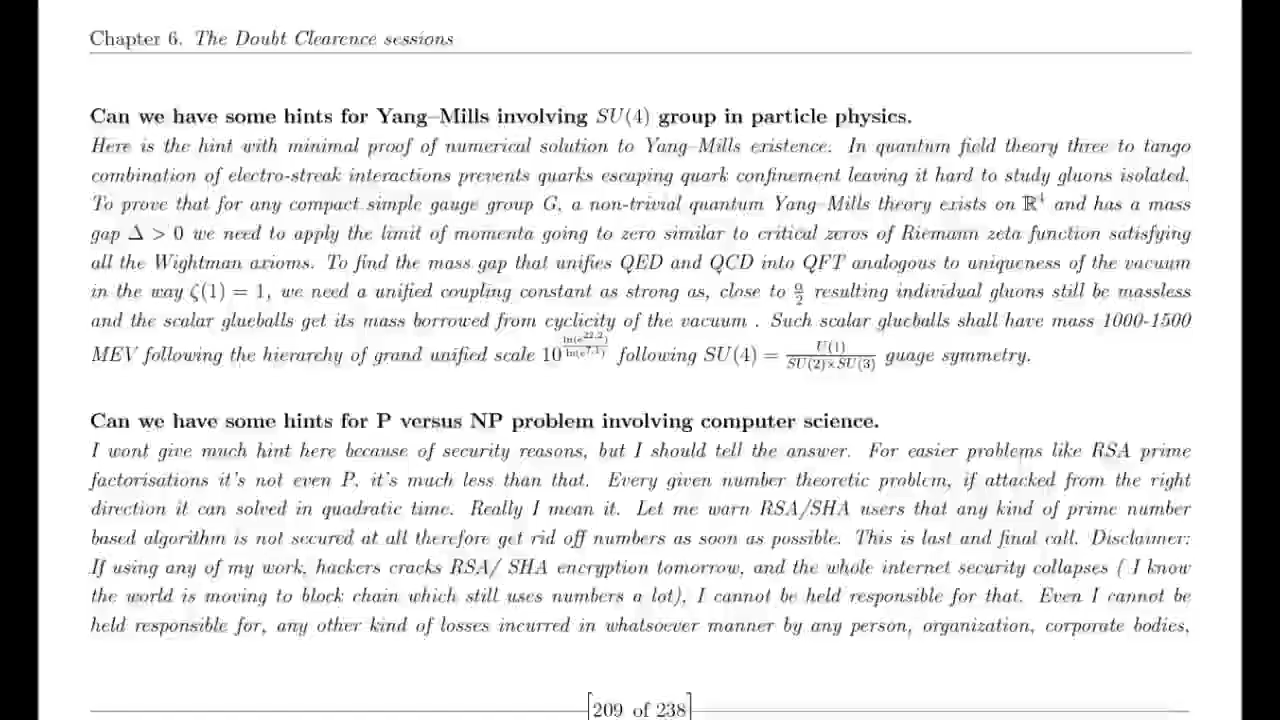 Chapter 6. The Doubt Clearence sessions
Can we have some hints for Yang–Mills involving SU(4) group in particle physics.
Here is the hint with minimal proof of numerical solution to Yang–Mills existence: In quantum field theory three to tango
combination of electro-streak interactions prevents quarks escaping quark confinement leaving it hard to study gluons isolated.
To prove that for any compact simple gauge group G, a non-trivial quantum Yang–Mills theory exists on ℝ⁴ and has a mass
gap Δ > 0 we need to apply the limit of momenta going to zero similar to critical zeros of Riemann zeta function satisfying
all the Wightman axioms. To find the mass gap that unifies QED and QCD into QFT analogous to uniqueness of the vacuum
in the way ζ(1) = 1, we need a unified coupling constant as strong as, close to α/2 resulting individual gluons still be massless
and the scalar glueballs get its mass borrowed from cyclicity of the vacuum . Such scalar glueballs shall have mass 1000-1500
MEV following the hierarchy of grand unified scale 10^(ln(e^22.2)/ln(e^7.1)) following SU(4) = U(1)/(SU(2)×SU(3)) guage symmetry.
Can we have some hints for P versus NP problem involving computer science.
I wont give much hint here because of security reasons, but I should tell the answer. For easier problems like RSA prime
factorisations it's not even P, it's much less than that. Every given number theoretic problem, if attacked from the right
direction it can solved in quadratic time. Really I mean it. Let me warn RSA/SHA users that any kind of prime number
based algorithm is not secured at all therefore get rid off numbers as soon as possible. This is last and final call. Disclaimer:
If using any of my work, hackers cracks RSA/ SHA encryption tomorrow, and the whole internet security collapses ( I know
the world is moving to block chain which still uses numbers a lot), I cannot be held responsible for that. Even I cannot be
held responsible for, any other kind of losses incurred in whatsoever manner by any person, organization, corporate bodies,
[209 of 238]